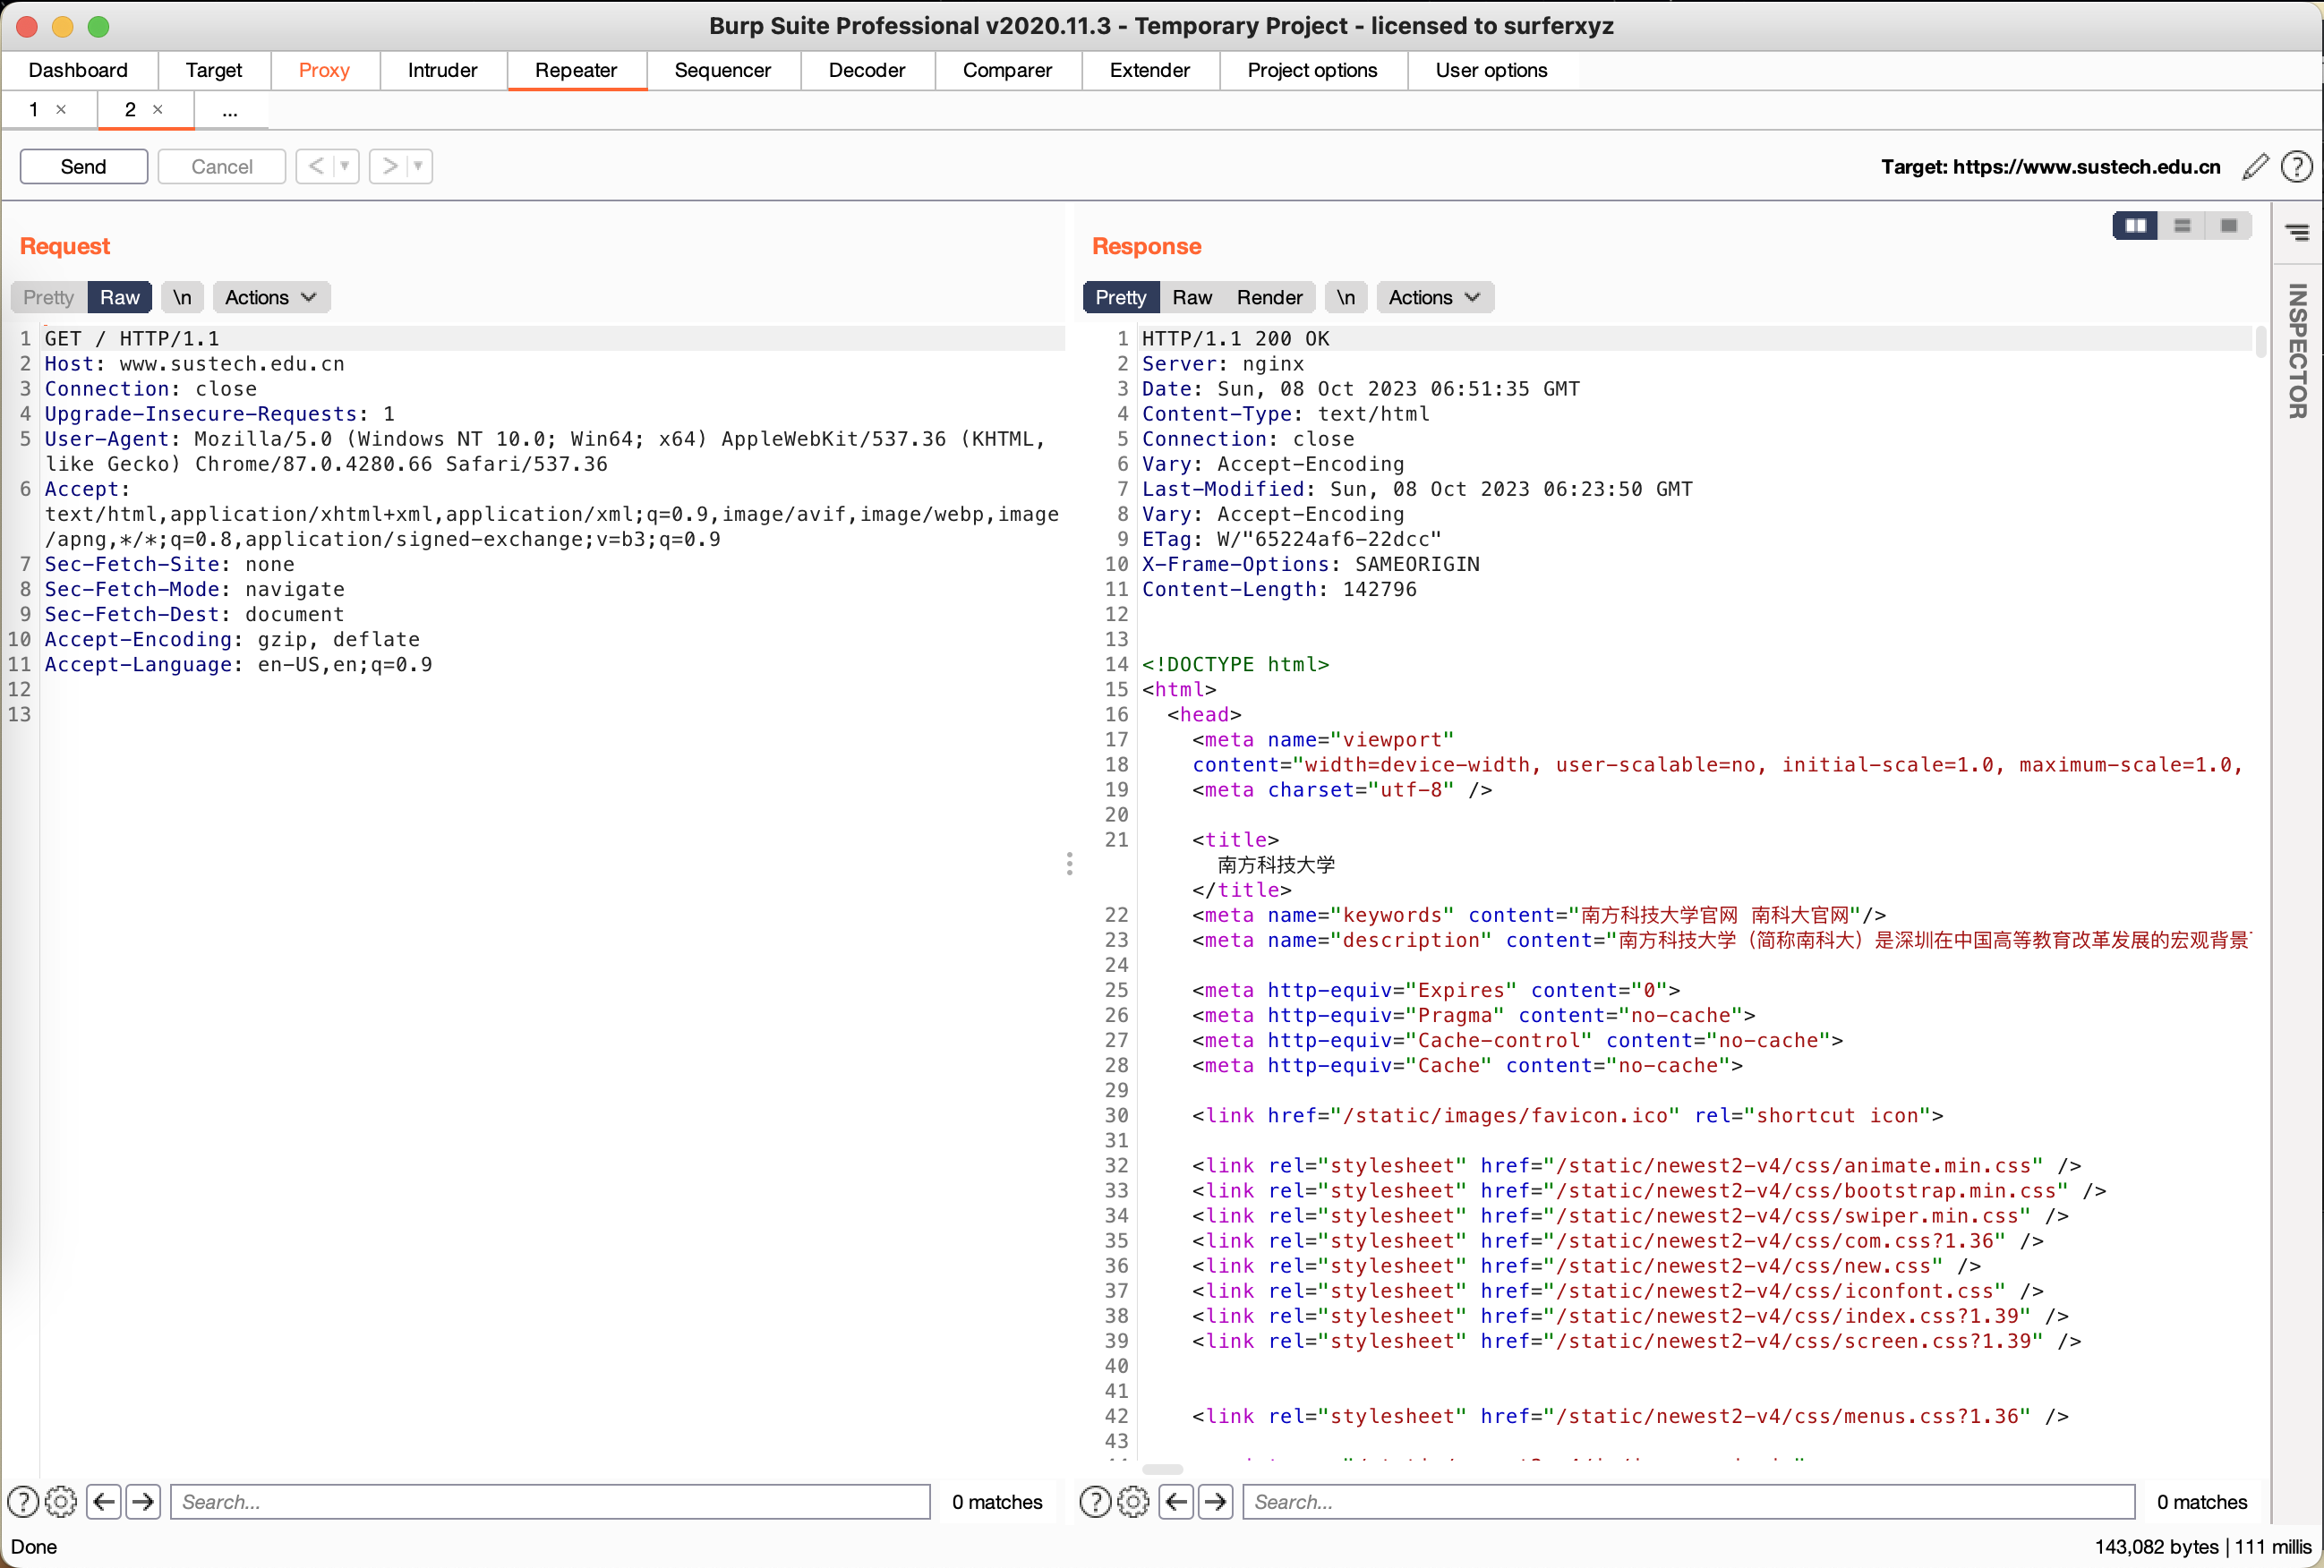 Burp Suite Professional v2020.11.3 - Temporary Project - licensed to surferxyz
Dashboard Target Proxy Intruder Repeater Sequencer Decoder Comparer Extender Project options User options
1 × 2 × ...
Send Cancel < > Target: https://www.sustech.edu.cn ?
Request
Pretty Raw \n Actions
1 GET / HTTP/1.1
2 Host: www.sustech.edu.cn
3 Connection: close
4 Upgrade-Insecure-Requests: 1
5 User-Agent: Mozilla/5.0 (Windows NT 10.0; Win64; x64) AppleWebKit/537.36 (KHTML,
like Gecko) Chrome/87.0.4280.66 Safari/537.36
6 Accept:
text/html,application/xhtml+xml,application/xml;q=0.9,image/avif,image/webp,image
/apng,*/*;q=0.8,application/signed-exchange;v=b3;q=0.9
7 Sec-Fetch-Site: none
8 Sec-Fetch-Mode: navigate
9 Sec-Fetch-Dest: document
10 Accept-Encoding: gzip, deflate
11 Accept-Language: en-US,en;q=0.9
12
13
? Search... 0 matches
Response
Pretty Raw Render \n Actions
1 HTTP/1.1 200 OK
2 Server: nginx
3 Date: Sun, 08 Oct 2023 06:51:35 GMT
4 Content-Type: text/html
5 Connection: close
6 Vary: Accept-Encoding
7 Last-Modified: Sun, 08 Oct 2023 06:23:50 GMT
8 Vary: Accept-Encoding
9 ETag: W/"65224af6-22dcc"
10 X-Frame-Options: SAMEORIGIN
11 Content-Length: 142796
12
13
14 <!DOCTYPE html>
15 <html>
16 <head>
17 <meta name="viewport"
18 content="width=device-width, user-scalable=no, initial-scale=1.0, maximum-scale=1.0,
19 <meta charset="utf-8" />
20
21 <title>
南方科技大学
</title>
22 <meta name="keywords" content="南方科技大学官网 南科大官网"/>
23 <meta name="description" content="南方科技大学（简称南科大）是深圳在中国高等教育改革发展的宏观背景
24
25 <meta http-equiv="Expires" content="0">
26 <meta http-equiv="Pragma" content="no-cache">
27 <meta http-equiv="Cache-control" content="no-cache">
28 <meta http-equiv="Cache" content="no-cache">
29
30 <link href="/static/images/favicon.ico" rel="shortcut icon">
31
32 <link rel="stylesheet" href="/static/newest2-v4/css/animate.min.css" />
33 <link rel="stylesheet" href="/static/newest2-v4/css/bootstrap.min.css" />
34 <link rel="stylesheet" href="/static/newest2-v4/css/swiper.min.css" />
35 <link rel="stylesheet" href="/static/newest2-v4/css/com.css?1.36" />
36 <link rel="stylesheet" href="/static/newest2-v4/css/new.css" />
37 <link rel="stylesheet" href="/static/newest2-v4/css/iconfont.css" />
38 <link rel="stylesheet" href="/static/newest2-v4/css/index.css?1.39" />
39 <link rel="stylesheet" href="/static/newest2-v4/css/screen.css?1.39" />
40
41
42 <link rel="stylesheet" href="/static/newest2-v4/css/menus.css?1.36" />
43
? Search... 0 matches
INSPECTOR
Done 143,082 bytes | 111 millis